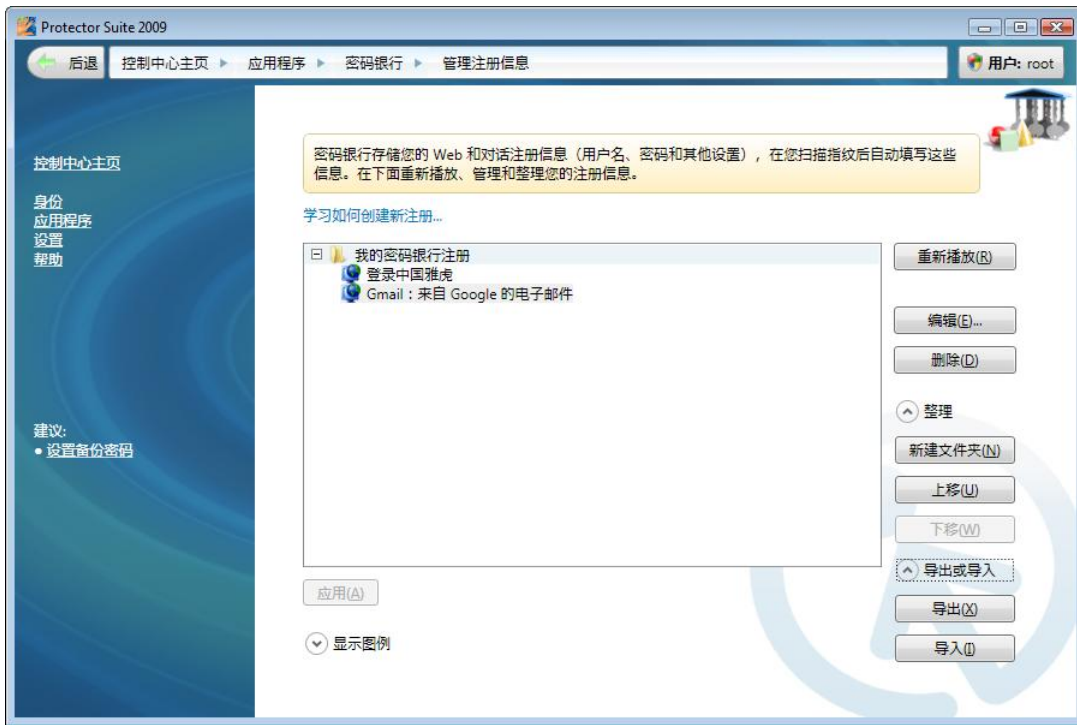 Protector Suite 2009
后退 控制中心主页 应用程序 密码银行 管理注册信息 用户: root
控制中心主页
身份
应用程序
设置
帮助
建议:
• 设置备份密码
密码银行存储您的 Web 和对话注册信息（用户名、密码和其他设置），在您扫描指纹后自动填写这些
信息。在下面重新播放、管理和整理您的注册信息。
学习如何创建新注册...
我的密码银行注册
登录中国雅虎
Gmail：来自 Google 的电子邮件
重新播放(R)
编辑(E)...
删除(D)
整理
新建文件夹(N)
上移(U)
下移(W)
导出或导入
导出(X)
导入(I)
应用(A)
显示图例